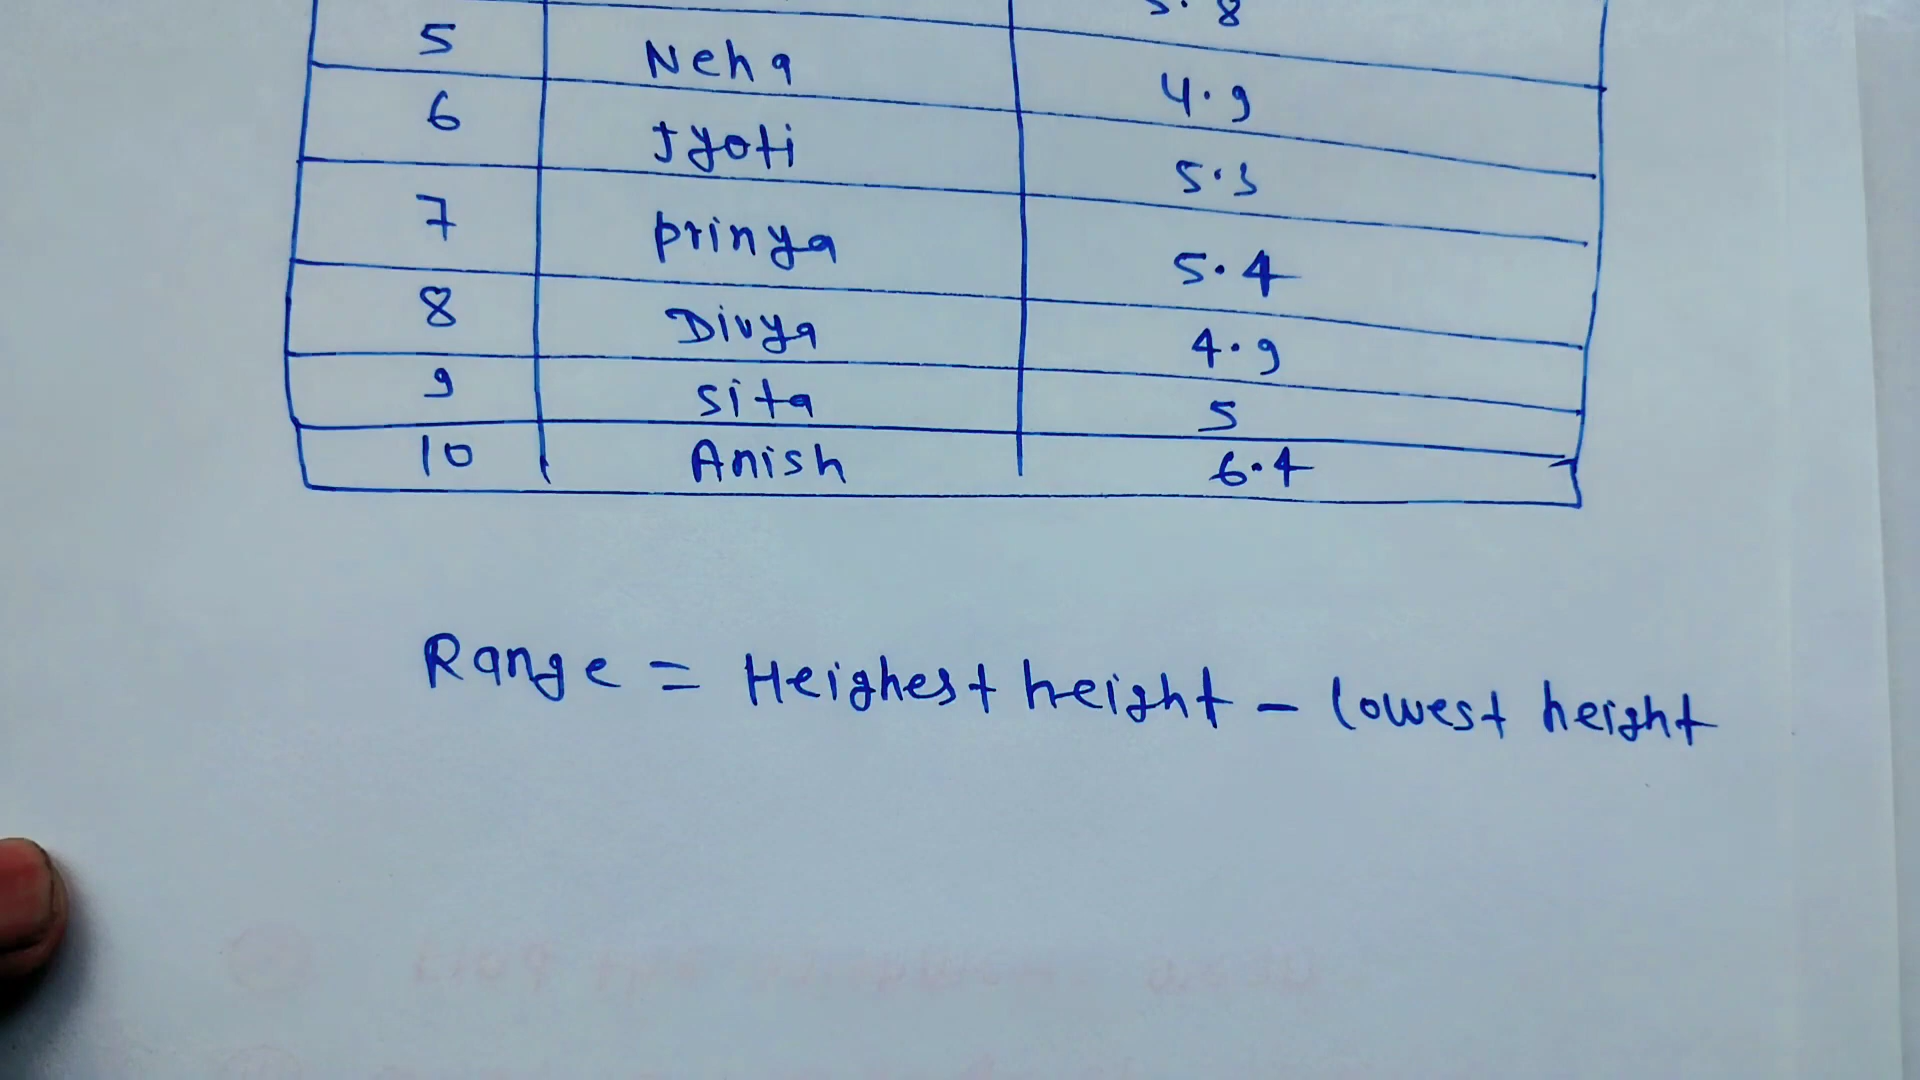 5 Neha 4.9
6 Jyoti 5.3
7 prinya 5.4
8 Divya 4.9
9 sita 5
10 Anish 6.4
Range = Heighest height - lowest height